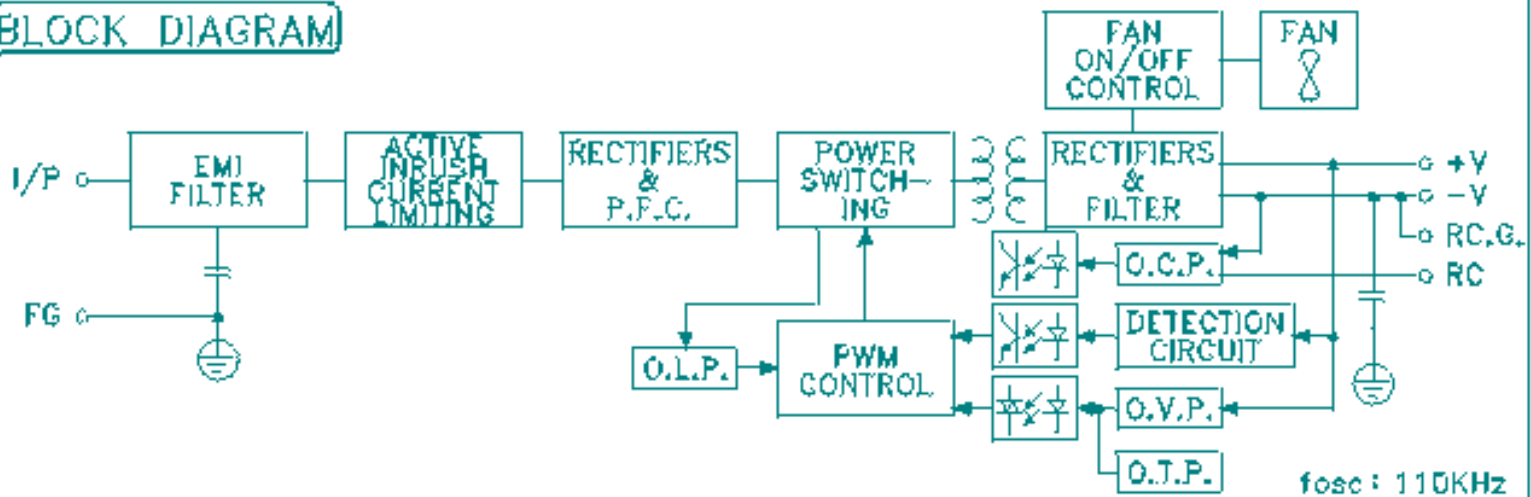 BLOCK DIAGRAM
FAN
ON/OFF
CONTROL
FAN
I/P
EMI
FILTER
ACTIVE
INRUSH
CURRENT
LIMITING
RECTIFIERS
&
P.F.C.
POWER
SWITCH-
ING
RECTIFIERS
&
FILTER
+V
-V
RC.G.
RC
O.C.P.
FG
O.L.P.
PWM
CONTROL
DETECTION
CIRCUIT
O.V.P.
O.T.P.
fosc : 110KHz